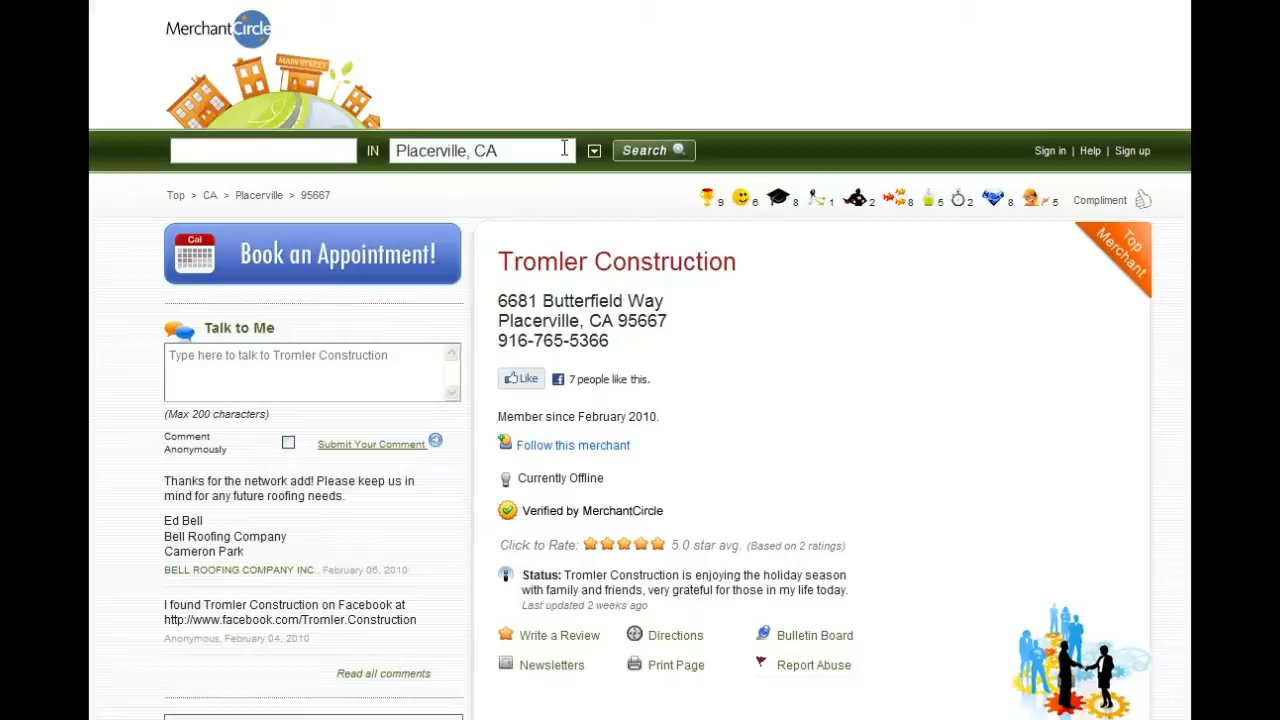 MerchantCircle
MAIN STREET
IN
Placerville, CA
Search
Sign in | Help | Sign up
Top > CA > Placerville > 95667
9 6 8 1 2 8 5 2 8 5
Compliment
Cal
Book an Appointment!
Talk to Me
Type here to talk to Tromler Construction
(Max 200 characters)
Comment
Anonymously
Submit Your Comment
Thanks for the network add! Please keep us in
mind for any future roofing needs.
Ed Bell
Bell Roofing Company
Cameron Park
BELL ROOFING COMPANY INC., February 06, 2010
I found Tromler Construction on Facebook at
http://www.facebook.com/Tromler.Construction
Anonymous, February 04, 2010
Read all comments
Top
Merchant
Tromler Construction
6681 Butterfield Way
Placerville, CA 95667
916-765-5366
Like
7 people like this.
Member since February 2010.
Follow this merchant
Currently Offline
Verified by MerchantCircle
Click to Rate:
5.0 star avg. (Based on 2 ratings)
Status: Tromler Construction is enjoying the holiday season
with family and friends, very grateful for those in my life today.
Last updated 2 weeks ago
Write a Review
Directions
Bulletin Board
Newsletters
Print Page
Report Abuse